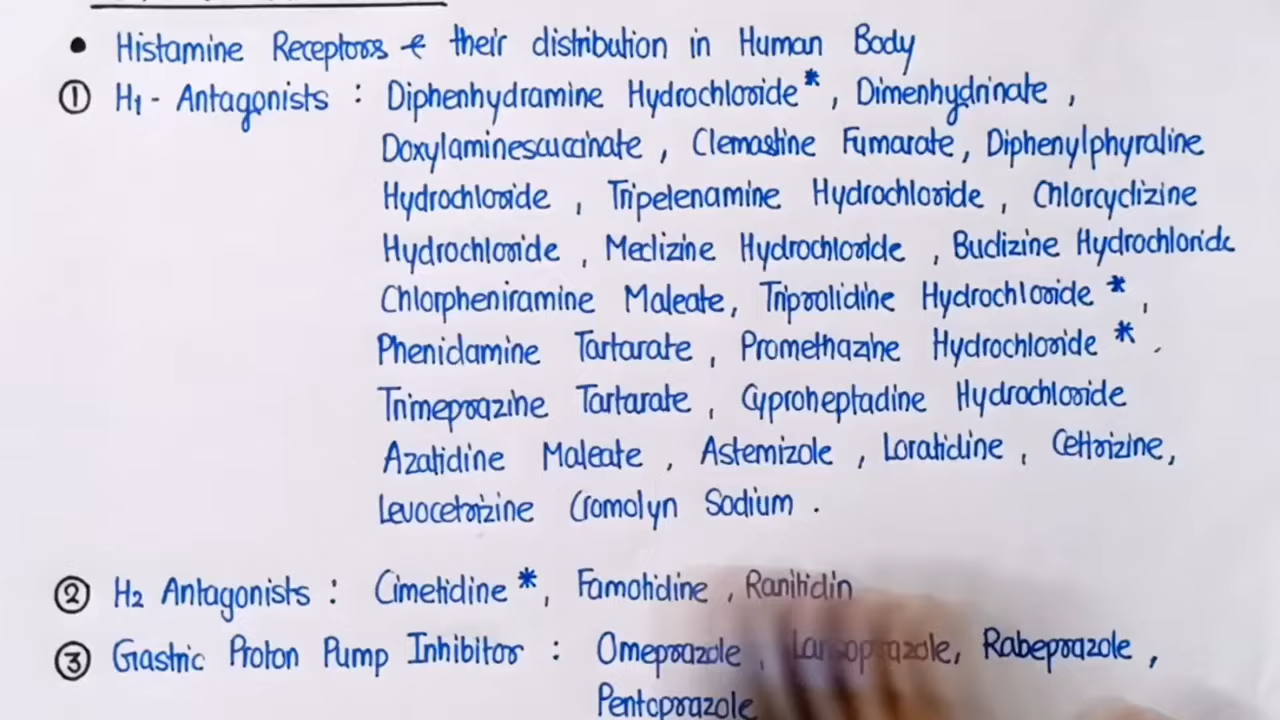 • Histamine Receptors & their distribution in Human Body
① H₁ - Antagonists : Diphenhydramine Hydrochloride*, Dimenhydrinate ,
Doxylaminesuccinate , Clemastine Fumarate, Diphenylphyraline
Hydrochloride , Tripelenamine Hydrochloride , Chlorcyclizine
Hydrochloride , Meclizine Hydrochloride , Buclizine Hydrochloride
Chlorpheniramine Maleate, Triprolidine Hydrochloride * ,
Phenidamine Tartarate , Promethazine Hydrochloride * .
Trimeprazine Tartarate , Cyproheptadine Hydrochloride
Azatidine Maleate , Astemizole , Loratidine , Cetirizine,
Levocetrizine Cromolyn Sodium .
② H₂ Antagonists : Cimetidine *, Famotidine , Ranitidin
③ Gastric Proton Pump Inhibitor : Omeprazole , Lansoprazole, Rabeprazole ,
Pentoprazole